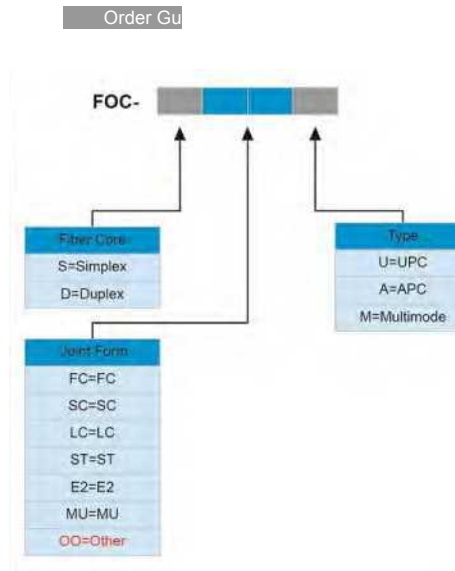 Order Gu
FOC-
Fiber Core
S=Simplex
D=Duplex
Type
U=UPC
A=APC
M=Multimode
Joint Form
FC=FC
SC=SC
LC=LC
ST=ST
E2=E2
MU=MU
OO=Other